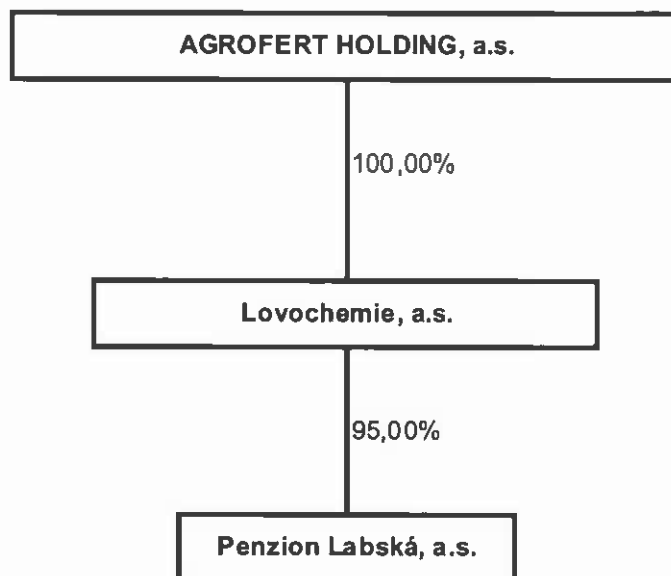 AGROFERT HOLDING, a.s.
100,00%
Lovochemie, a.s.
95,00%
Penzion Labská, a.s.